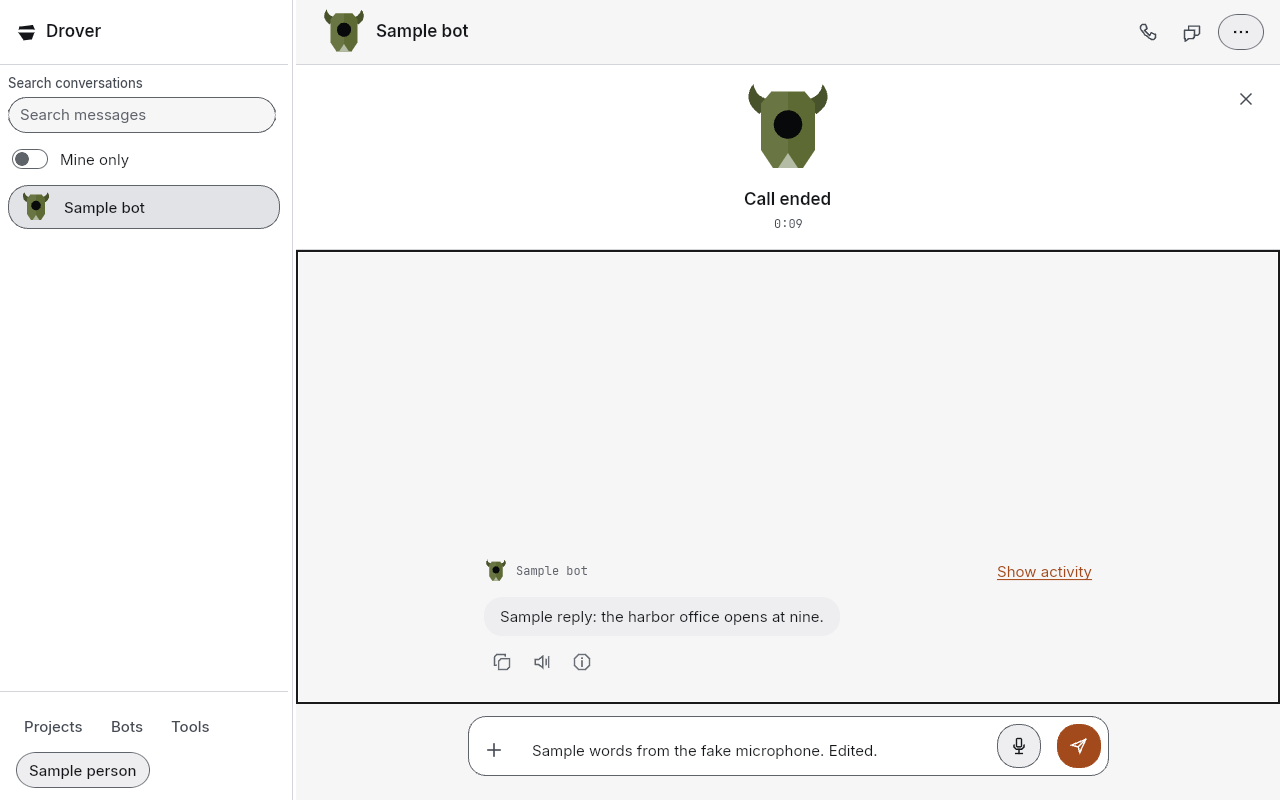 Drover
Sample bot
Search conversations
Search messages
Mine only
Sample bot
Call ended
0:09
Sample bot
Show activity
Sample reply: the harbor office opens at nine.
Projects
Bots
Tools
Sample person
Sample words from the fake microphone. Edited.